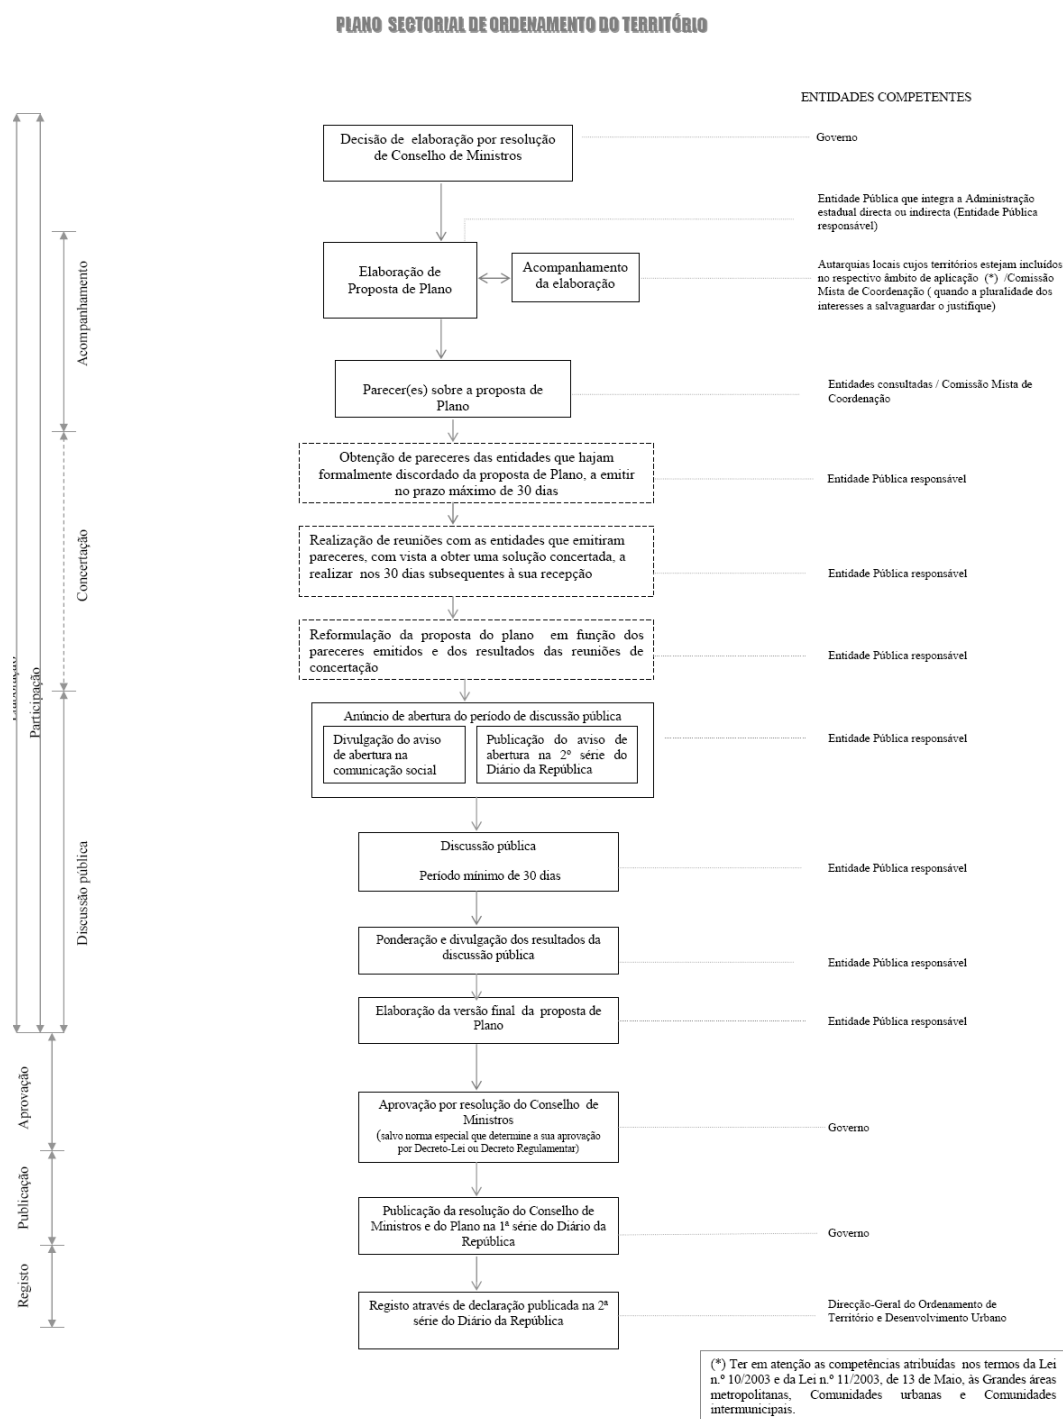 PLANO SECTORIAL DE ORDENAMENTO DO TERRITÓRIO
ENTIDADES COMPETENTES
Decisão de elaboração por resolução
de Conselho de Ministros
Governo
Entidade Pública que integra a Administração
estadual directa ou indirecta (Entidade Pública
responsável)
Elaboração de
Proposta de Plano
Acompanhamento
da elaboração
Autarquias locais cujos territórios estejam incluídos
no respectivo âmbito de aplicação (*) /Comissão
Mista de Coordenação ( quando a pluralidade dos
interesses a salvaguardar o justifique)
Acompanhamento
Parecer(es) sobre a proposta de
Plano
Entidades consultadas / Comissão Mista de
Coordenação
Obtenção de pareceres das entidades que hajam
formalmente discordado da proposta de Plano, a emitir
no prazo máximo de 30 dias
Entidade Pública responsável
Concertação
Realização de reuniões com as entidades que emitiram
pareceres, com vista a obter uma solução concertada, a
realizar nos 30 dias subsequentes à sua recepção
Entidade Pública responsável
Reformulação da proposta do plano em função dos
pareceres emitidos e dos resultados das reuniões de
concertação
Entidade Pública responsável
Participação
Anúncio de abertura do período de discussão pública
Divulgação do aviso
de abertura na
comunicação social
Publicação do aviso de
abertura na 2º série do
Diário da República
Entidade Pública responsável
Discussão pública
Discussão pública
Período mínimo de 30 dias
Entidade Pública responsável
Ponderação e divulgação dos resultados da
discussão pública
Entidade Pública responsável
Elaboração da versão final da proposta de
Plano
Entidade Pública responsável
Aprovação
Aprovação por resolução do Conselho de
Ministros
(salvo norma especial que determine a sua aprovação
por Decreto-Lei ou Decreto Regulamentar)
Governo
Publicação
Publicação da resolução do Conselho de
Ministros e do Plano na 1ª série do Diário da
República
Governo
Registo
Registo através de declaração publicada na 2ª
série do Diário da República
Direcção-Geral do Ordenamento de
Território e Desenvolvimento Urbano
(*) Ter em atenção as competências atribuídas nos termos da Lei
n.º 10/2003 e da Lei n.º 11/2003, de 13 de Maio, às Grandes áreas
metropolitanas, Comunidades urbanas e Comunidades
intermunicipais.